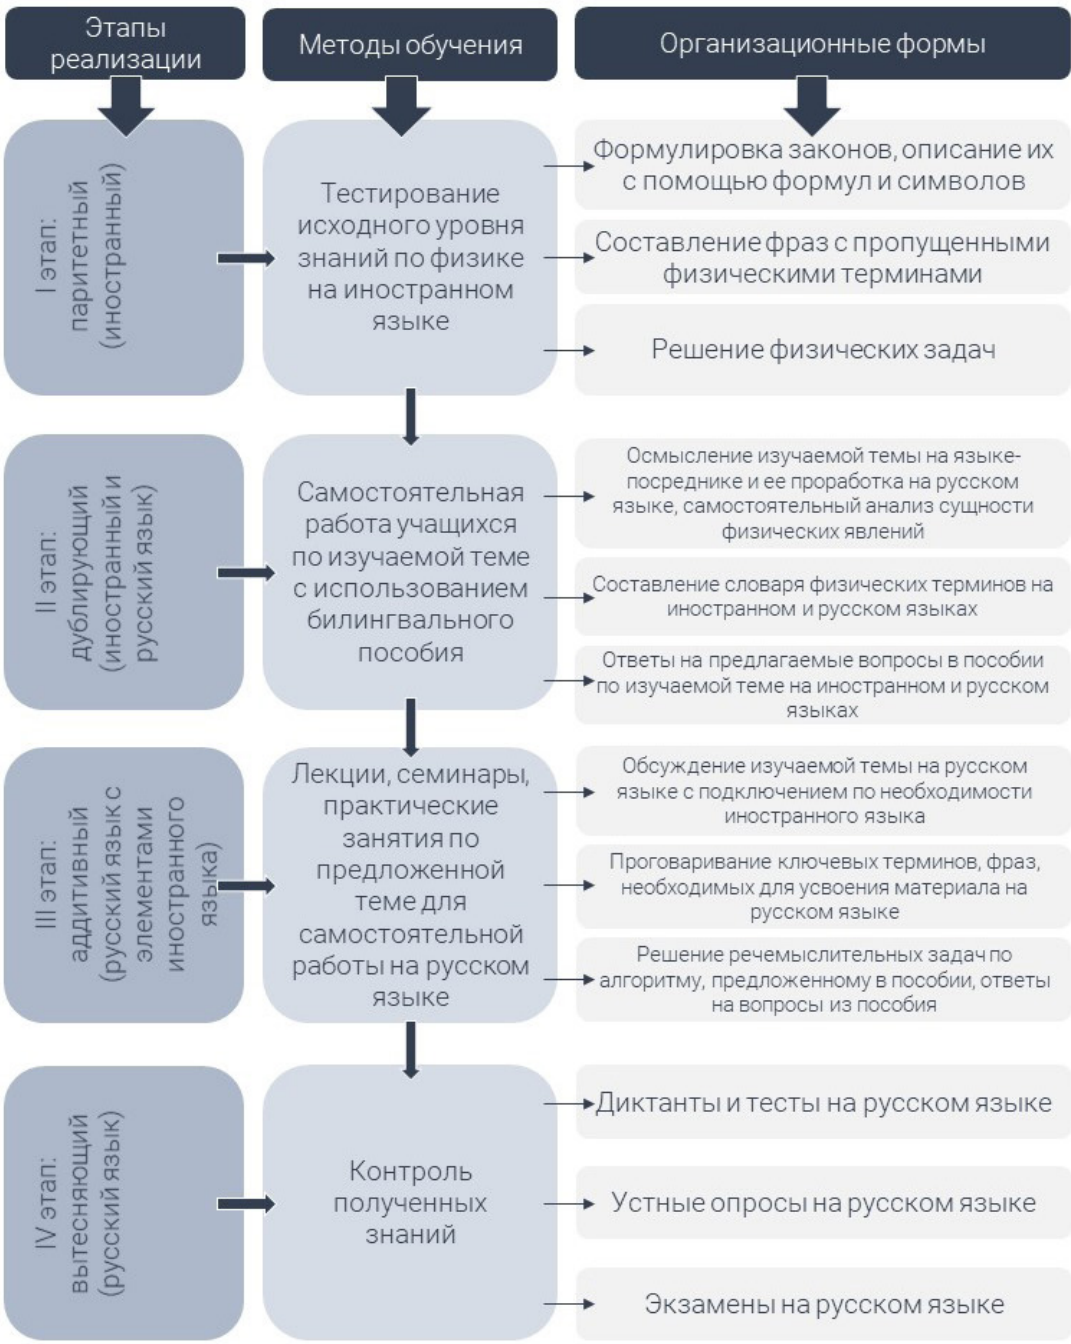 Этапы
реализации
Методы обучения
Организационные формы
I этап:
паритетный
(иностранный)
Тестирование
исходного уровня
знаний по физике
на иностранном
языке
Формулировка законов, описание их
с помощью формул и символов
Составление фраз с пропущенными
физическими терминами
Решение физических задач
II этап:
дублирующий
(иностранный и
русский язык)
Самостоятельная
работа учащихся
по изучаемой теме
с использованием
билингвального
пособия
Осмысление изучаемой темы на языке-
посреднике и ее проработка на русском
языке, самостоятельный анализ сущности
физических явлений
Составление словаря физических терминов на
иностранном и русском языках
Ответы на предлагаемые вопросы в пособии
по изучаемой теме на иностранном и русском
языках
III этап:
аддитивный
(русский язык с
элементами
иностранного
языка)
Лекции, семинары,
практические
занятия по
предложенной
теме для
самостоятельной
работы на русском
языке
Обсуждение изучаемой темы на русском
языке с подключением по необходимости
иностранного языка
Проговаривание ключевых терминов, фраз,
необходимых для усвоения материала на
русском языке
Решение речемыслительных задач по
алгоритму, предложенному в пособии, ответы
на вопросы из пособия
IV этап:
вытесняющий
(русский язык)
Контроль
полученных
знаний
Диктанты и тесты на русском языке
Устные опросы на русском языке
Экзамены на русском языке